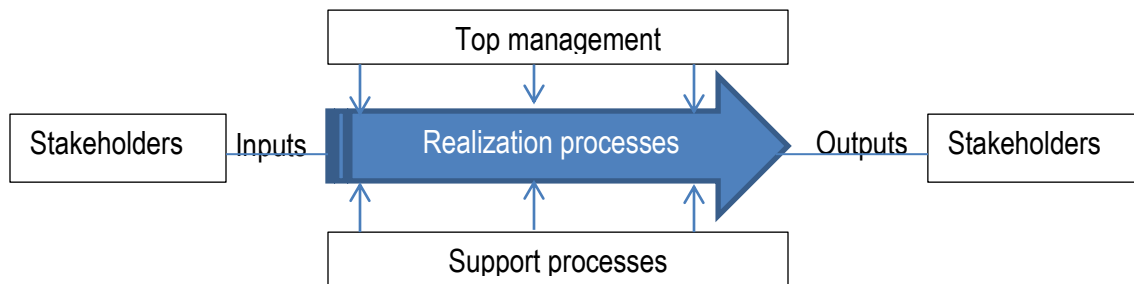 Top management
Stakeholders
Inputs
Realization processes
Outputs
Stakeholders
Support processes